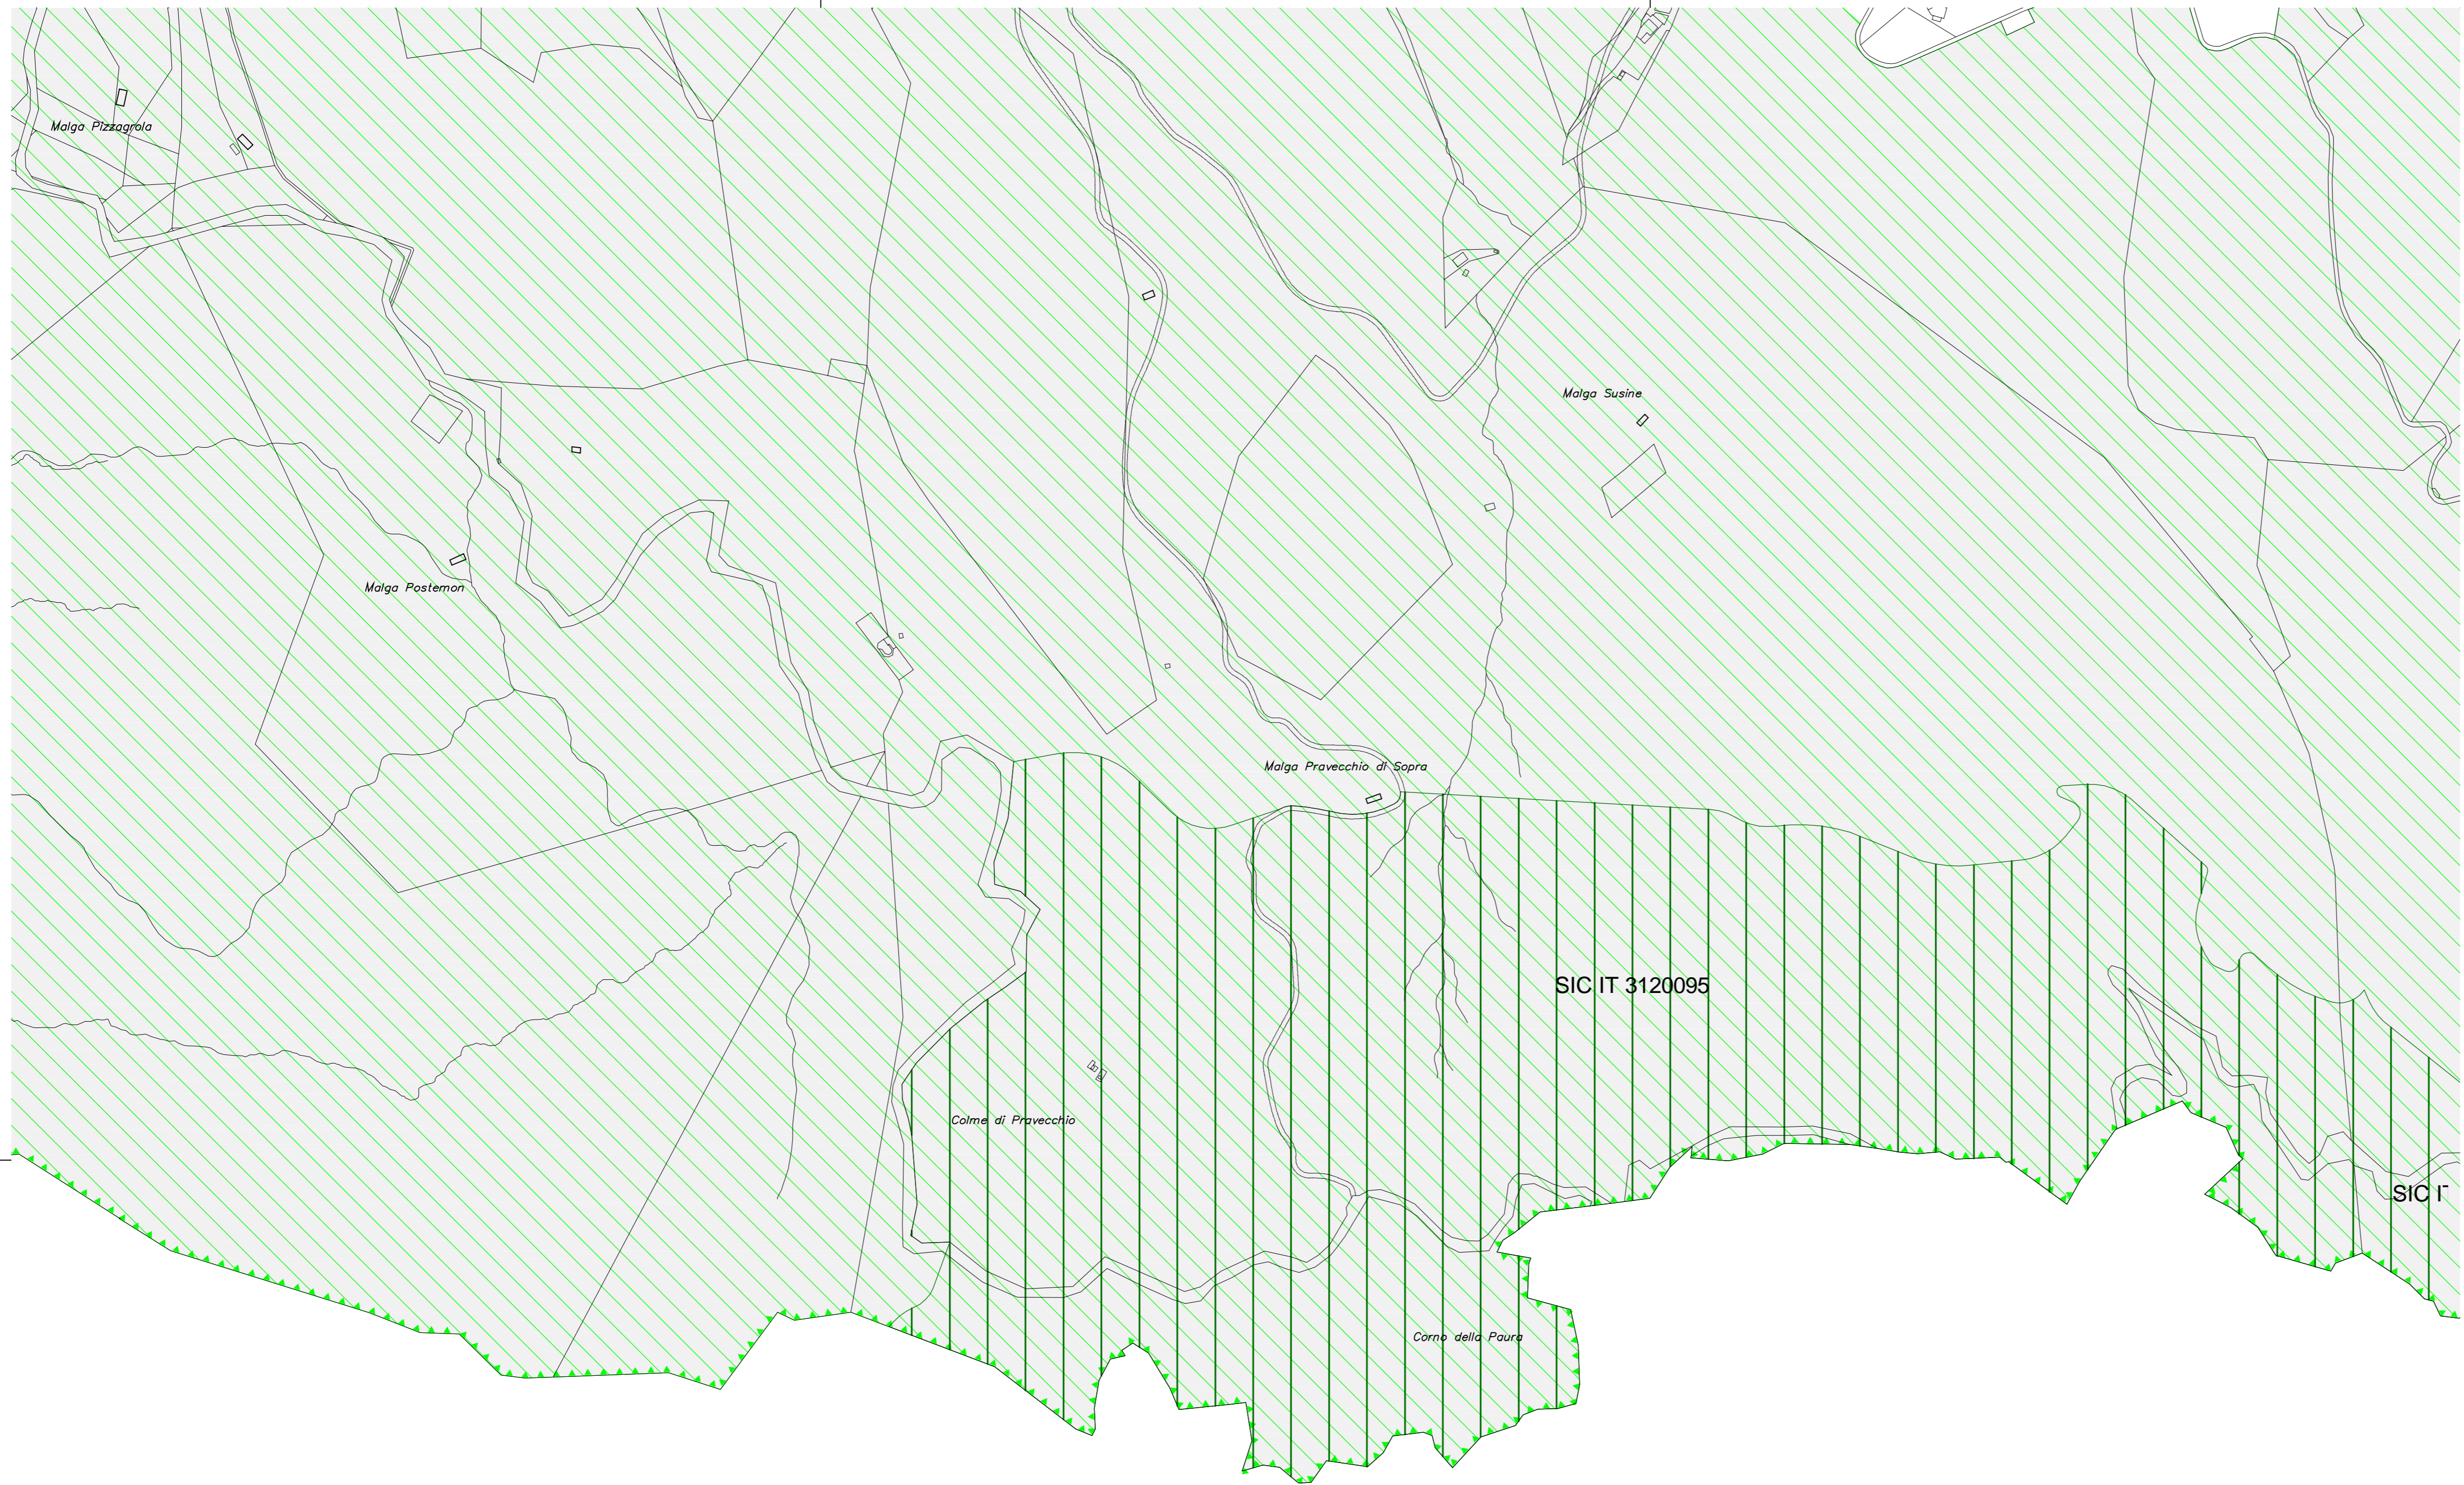 Malga Pizzagrola
Malga Susine
Malga Postemon
Malga Pravecchio di Sopra
SIC IT 3120095
Colme di Pravecchio
SIC I
Corno della Paura